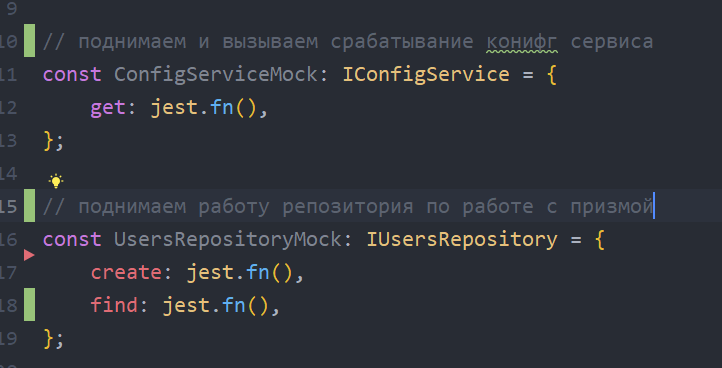 9
10 // поднимаем и вызываем срабатывание конифг сервиса
11 const ConfigServiceMock: IConfigService = {
12 get: jest.fn(),
13 };
14
15 // поднимаем работу репозитория по работе с призмой
16 const UsersRepositoryMock: IUsersRepository = {
17 create: jest.fn(),
18 find: jest.fn(),
19 };